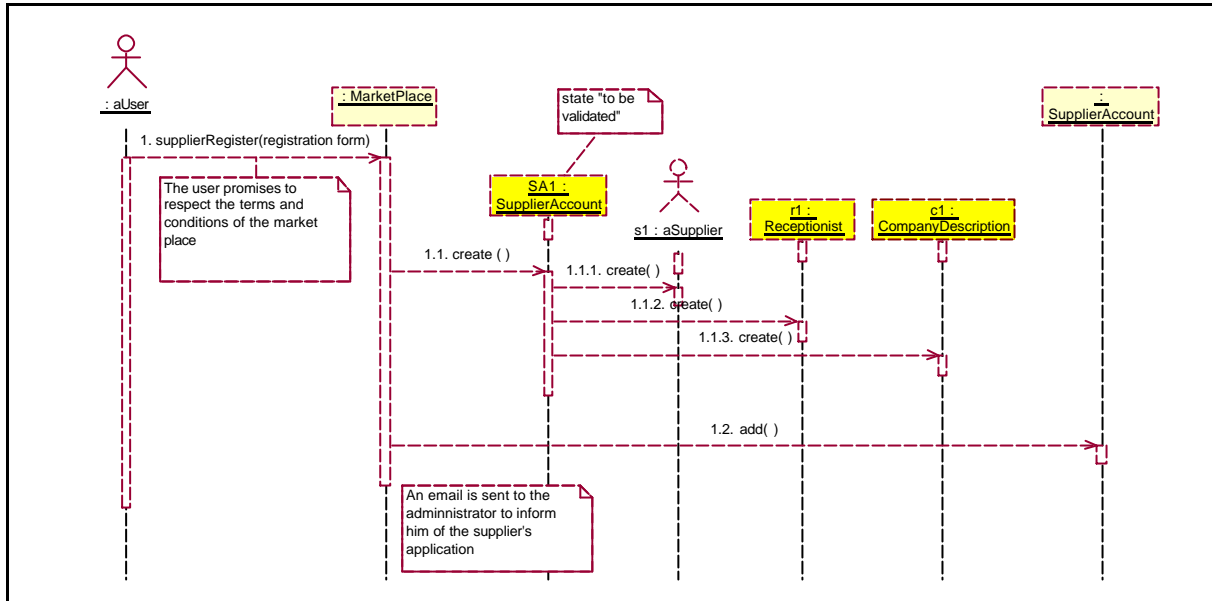 : aUser
: MarketPlace
state "to be
validated"
:
SupplierAccount
1. supplierRegister(registration form)
The user promises to
respect the terms and
conditions of the market
place
SA1 :
SupplierAccount
s1 : aSupplier
r1 :
Receptionist
c1 :
CompanyDescription
1.1. create ( )
1.1.1. create( )
1.1.2. create( )
1.1.3. create( )
1.2. add( )
An email is sent to the
adminnistrator to inform
him of the supplier's
application